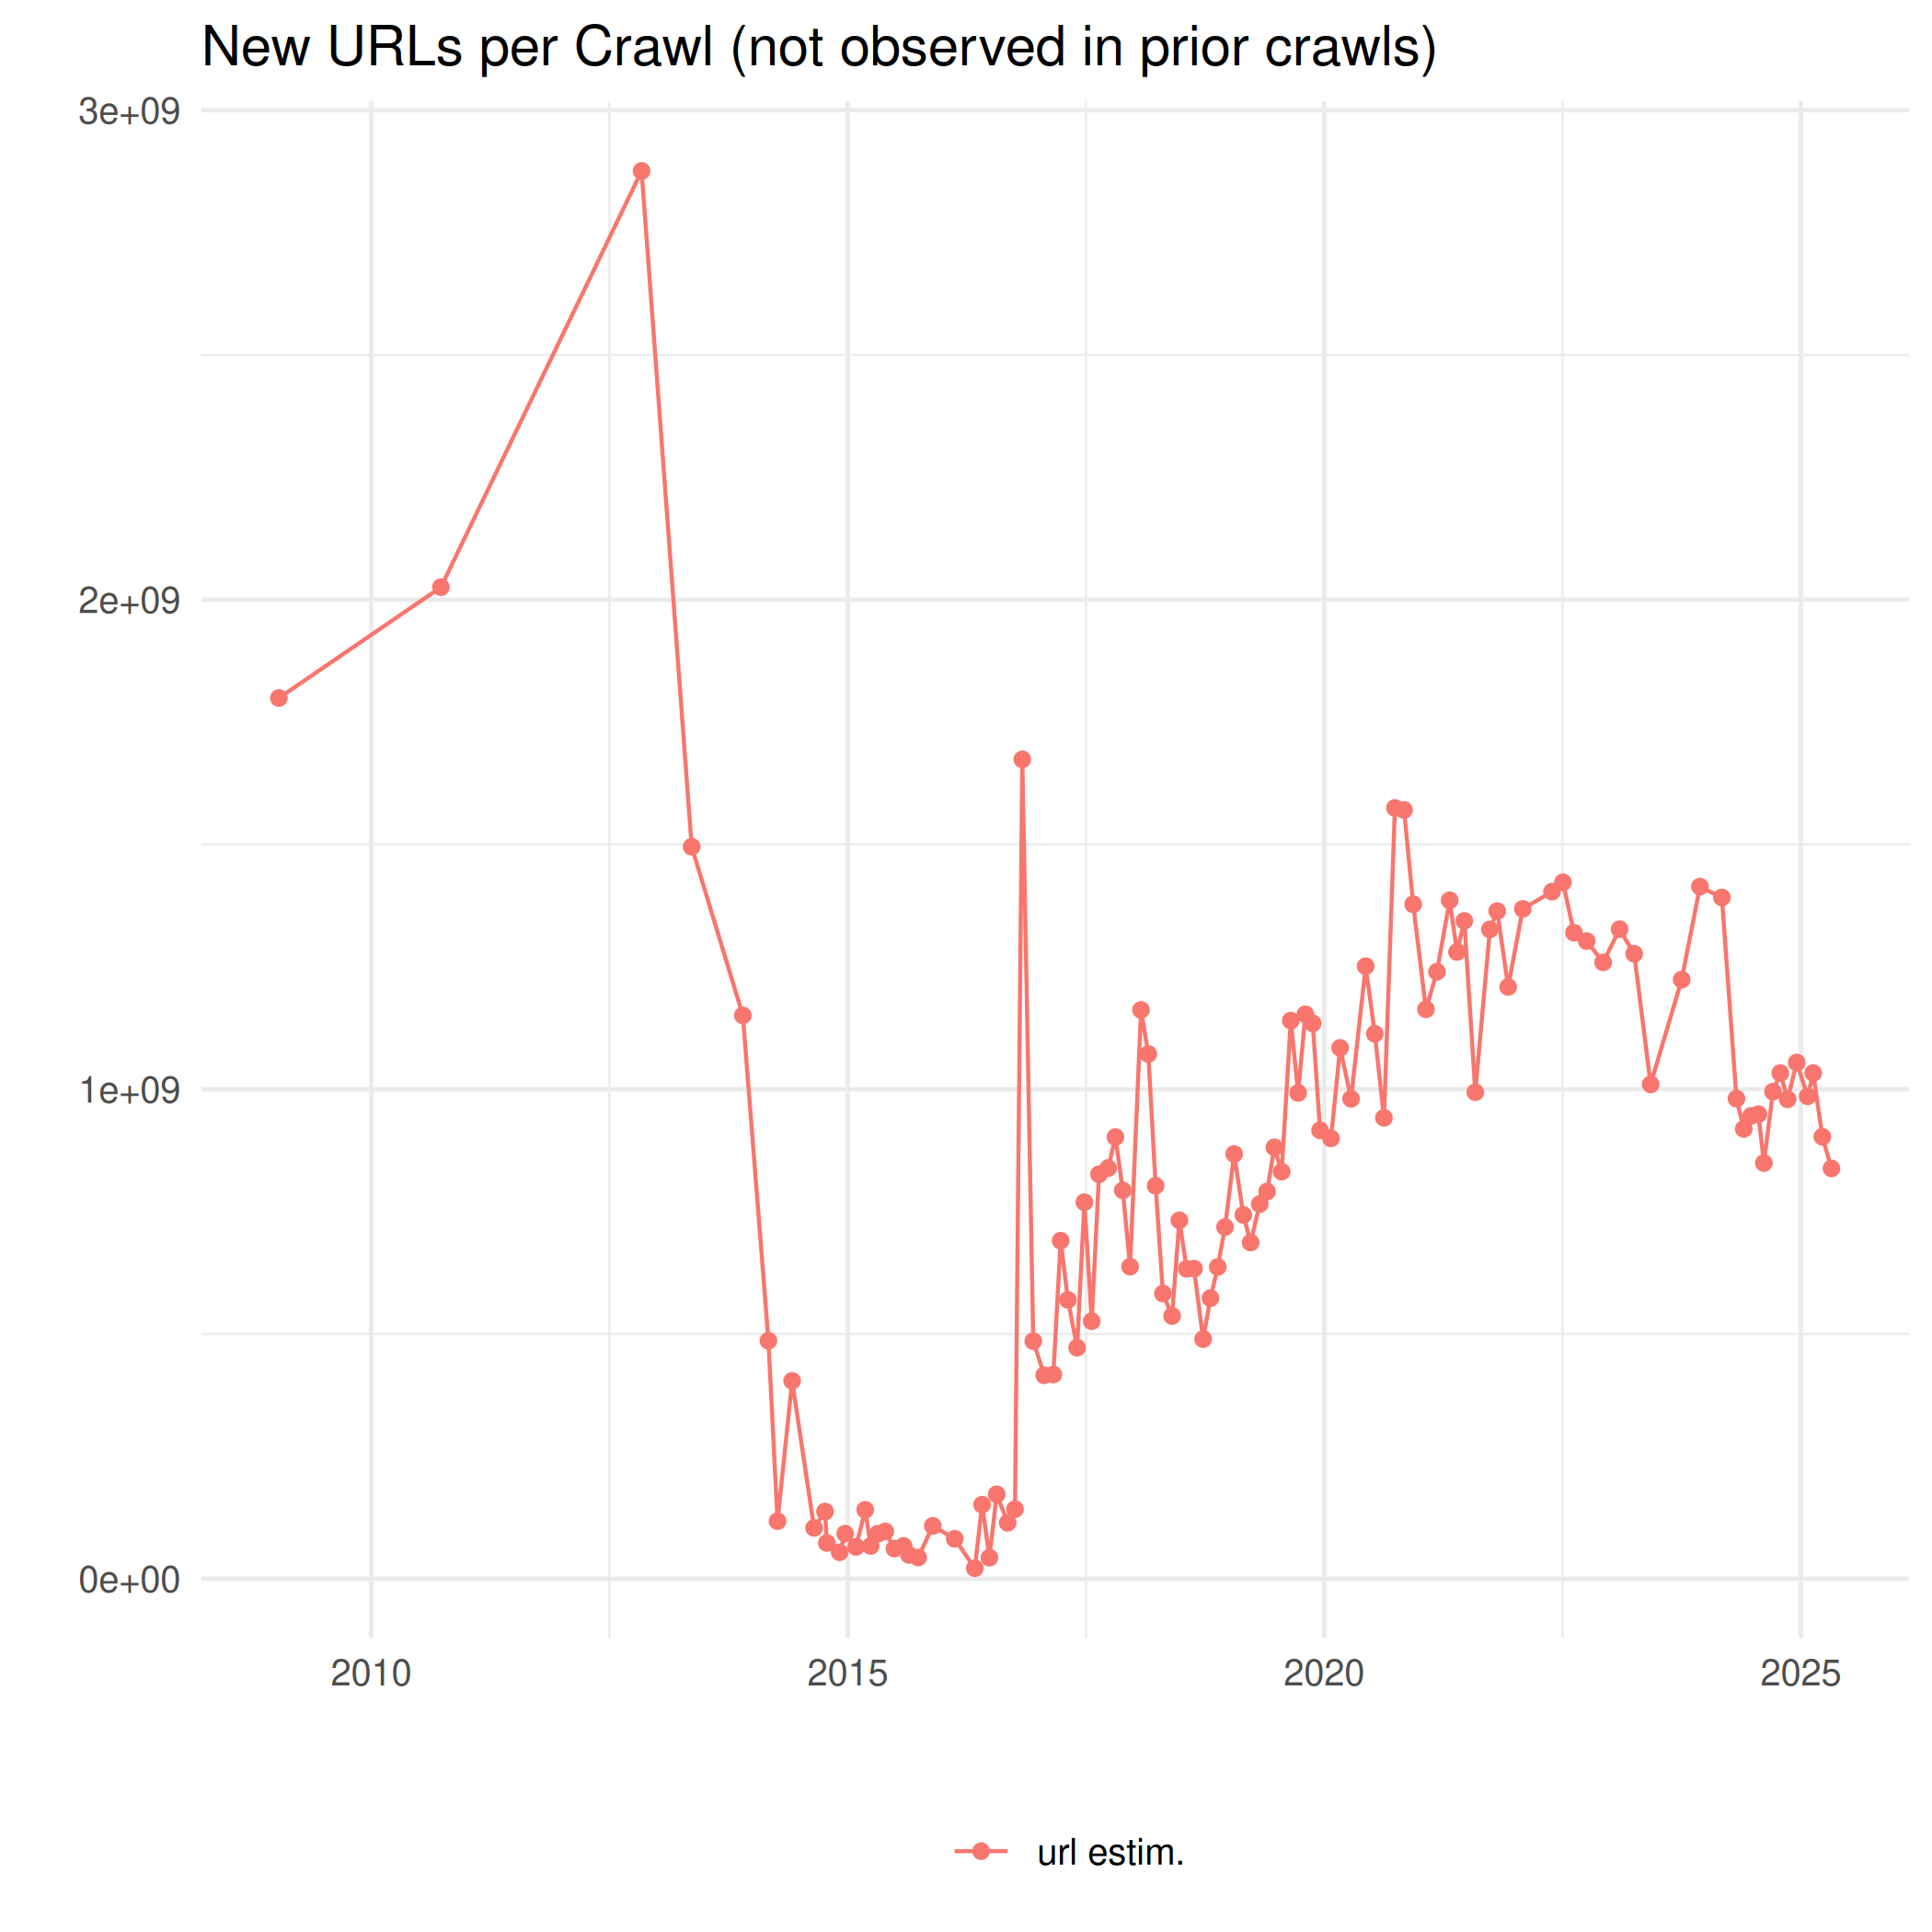 New URLs per Crawl (not observed in prior crawls)
3e+09
2e+09
1e+09
0e+00
2010 2015 2020 2025
url estim.